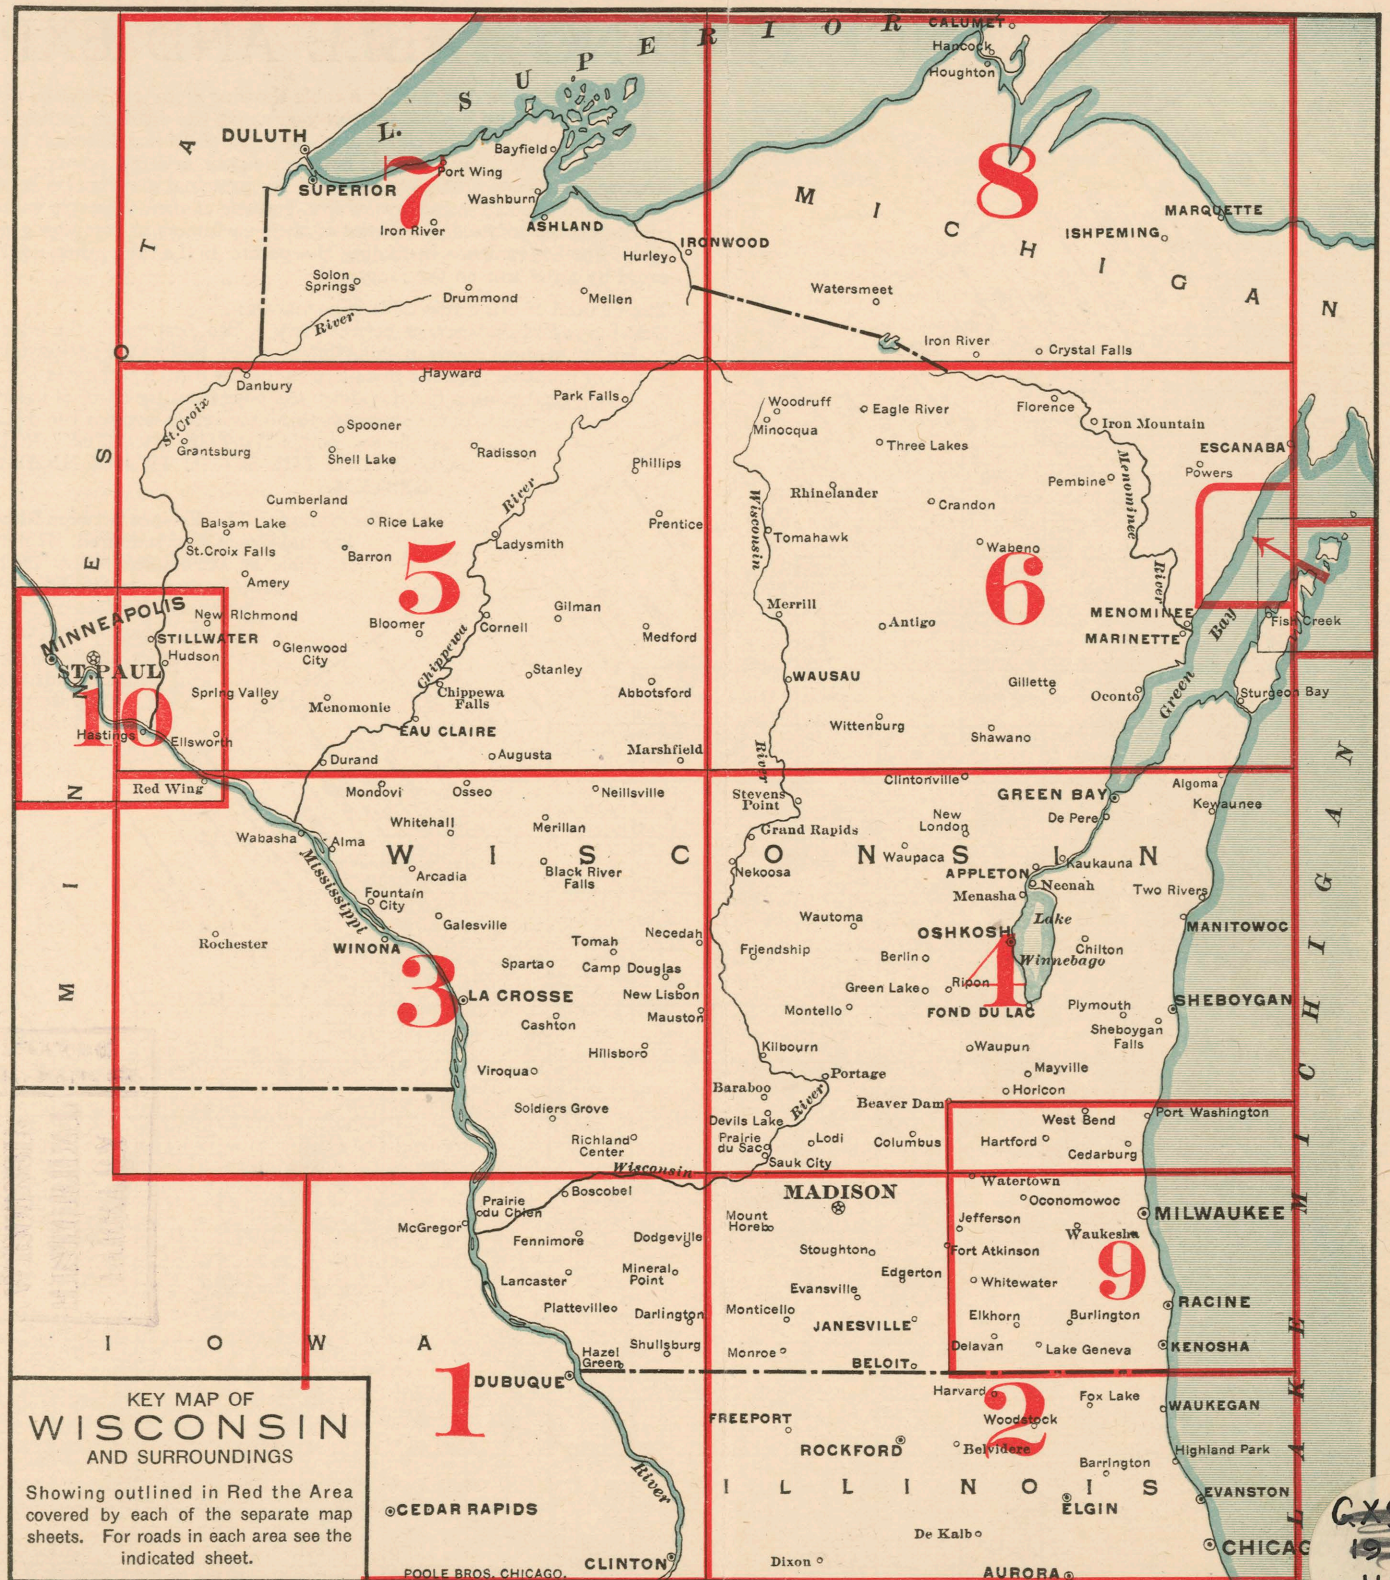 CALUMET
Hancock
Houghton
L. SUPERIOR
DULUTH
SUPERIOR
Port Wing
Bayfield
Washburn
ASHLAND
Iron River
7
8
MICHIGAN
MARQUETTE
ISHPEMING
IRONWOOD
Hurley
Solon
Springs
Drummond
Mellen
River
Watersmeet
Iron River
Crystal Falls
MINNESOTA
Danbury
Hayward
Park Falls
St. Croix
Grantsburg
Spooner
Shell Lake
Radisson
Phillips
Cumberland
Balsam Lake
Rice Lake
River
Prentice
St.Croix Falls
Barron
Ladysmith
5
Amery
New Richmond
Bloomer
Cornell
Gilman
MINNEAPOLIS
STILLWATER
Hudson
Glenwood
City
Medford
ST. PAUL
Chippewa
Stanley
Spring Valley
Menomonie
Chippewa
Falls
Abbotsford
10
Hastings
Ellsworth
EAU CLAIRE
Durand
Augusta
Marshfield
Red Wing
Woodruff
Minocqua
Eagle River
Florence
Iron Mountain
Three Lakes
ESCANABA
Powers
Menominee
Pembine
Rhinelander
Crandon
Wisconsin
Tomahawk
Wabeno
6
River
Merrill
Antigo
MENOMINEE
MARINETTE
Fish Creek
WAUSAU
Gillette
Oconto
Green Bay
Sturgeon Bay
Wittenburg
Shawano
River
Mondovi
Osseo
Neillsville
Clintonville
Algoma
Stevens
Point
GREEN BAY
Kewaunee
Whitehall
Merillan
Wabasha
Alma
Grand Rapids
New
London
De Pere
WISCONSIN
Mississippi
Arcadia
Black River
Falls
Nekoosa
Waupaca
APPLETON
Kaukauna
Neenah
Menasha
Two Rivers
Fountain
City
Galesville
Rochester
WINONA
Necedah
Wautoma
Lake
Winnebago
OSHKOSH
MANITOWOC
Tomah
Sparta
Camp Douglas
Friendship
Berlin
Chilton
3
4
LA CROSSE
New Lisbon
Green Lake
Ripon
Cashton
Mauston
Montello
FOND DU LAC
Plymouth
SHEBOYGAN
Sheboygan
Falls
Hillsboro
Viroqua
Kilbourn
Waupun
Portage
Mayville
Horicon
Baraboo
Beaver Dam
Soldiers Grove
River
Devils Lake
West Bend
Port Washington
Richland
Center
Prairie
du Sac
Lodi
Columbus
Hartford
Cedarburg
Wisconsin
Sauk City
Boscobel
MADISON
Watertown
Oconomowoc
Prairie
du Chien
McGregor
Mount
Horeb
Jefferson
MILWAUKEE
Waukesha
Fennimore
Dodgeville
Stoughton
Fort Atkinson
9
Lancaster
Mineral
Point
Edgerton
Evansville
Whitewater
Platteville
Darlington
Monticello
Elkhorn
Burlington
RACINE
JANESVILLE
IOWA
Hazel
Green
Shullsburg
Monroe
Delavan
Lake Geneva
KENOSHA
BELOIT
1
DUBUQUE
2
Harvard
Fox Lake
FREEPORT
Woodstock
WAUKEGAN
ROCKFORD
Belvidere
Highland Park
Barrington
River
ILLINOIS
ELGIN
EVANSTON
CEDAR RAPIDS
De Kalb
CLINTON
Dixon
CHICAG
AURORA
LAKE MICHIGAN
KEY MAP OF
WISCONSIN
AND SURROUNDINGS
Showing outlined in Red the Area
covered by each of the separate map
sheets. For roads in each area see the
indicated sheet.
POOLE BROS. CHICAGO.
19